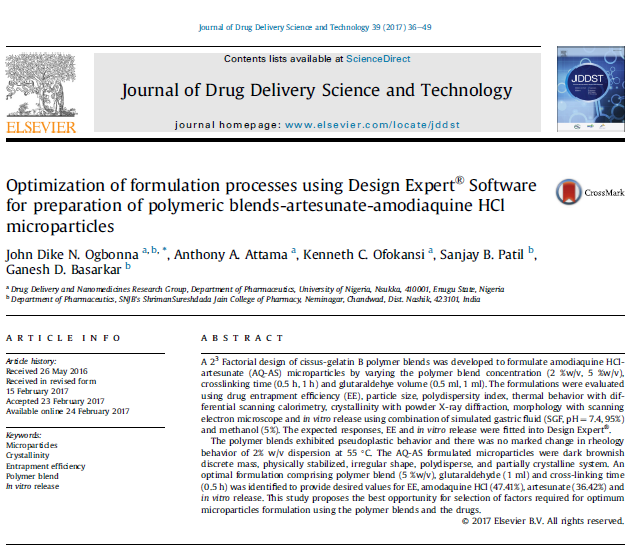 Journal of Drug Delivery Science and Technology 39 (2017) 36–49
Contents lists available at ScienceDirect
Journal of Drug Delivery Science and Technology
journal homepage: www.elsevier.com/locate/jddst
ELSEVIER
JDDST
Optimization of formulation processes using Design Expert® Software
for preparation of polymeric blends-artesunate-amodiaquine HCl
microparticles
CrossMark
John Dike N. Ogbonna a, b, *, Anthony A. Attama a, Kenneth C. Ofokansi a, Sanjay B. Patil b,
Ganesh D. Basarkar b
a Drug Delivery and Nanomedicines Research Group, Department of Pharmaceutics, University of Nigeria, Nsukka, 410001, Enugu State, Nigeria
b Department of Pharmaceutics, SNJB's ShrimanSureshdada Jain College of Pharmacy, Neminagar, Chandwad, Dist. Nashik, 423101, India
ARTICLE INFO
Article history:
Received 26 May 2016
Received in revised form
15 February 2017
Accepted 23 February 2017
Available online 24 February 2017
Keywords:
Microparticles
Crystallinity
Entrapment efficiency
Polymer blend
In vitro release
ABSTRACT
A 2³ Factorial design of cissus-gelatin B polymer blends was developed to formulate amodiaquine HCl-
artesunate (AQ-AS) microparticles by varying the polymer blend concentration (2 %w/v, 5 %w/v),
crosslinking time (0.5 h, 1 h) and glutaraldehye volume (0.5 ml, 1 ml). The formulations were evaluated
using drug entrapment efficiency (EE), particle size, polydispersity index, thermal behavior with dif-
ferential scanning calorimetry, crystallinity with powder X-ray diffraction, morphology with scanning
electron microscope and in vitro release using combination of simulated gastric fluid (SGF, pH = 7.4, 95%)
and methanol (5%). The expected responses, EE and in vitro release were fitted into Design Expert®.
The polymer blends exhibited pseudoplastic behavior and there was no marked change in rheology
behavior of 2% w/v dispersion at 55 °C. The AQ-AS formulated microparticles were dark brownish
discrete mass, physically stabilized, irregular shape, polydisperse, and partially crystalline system. An
optimal formulation comprising polymer blend (5 %w/v), glutaraldehyde (1 ml) and cross-linking time
(0.5 h) was identified to provide desired values for EE, amodaquine HCl (47.41%), artesunate (36.42%) and
in vitro release. This study proposes the best opportunity for selection of factors required for optimum
microparticles formulation using the polymer blends and the drugs.
© 2017 Elsevier B.V. All rights reserved.